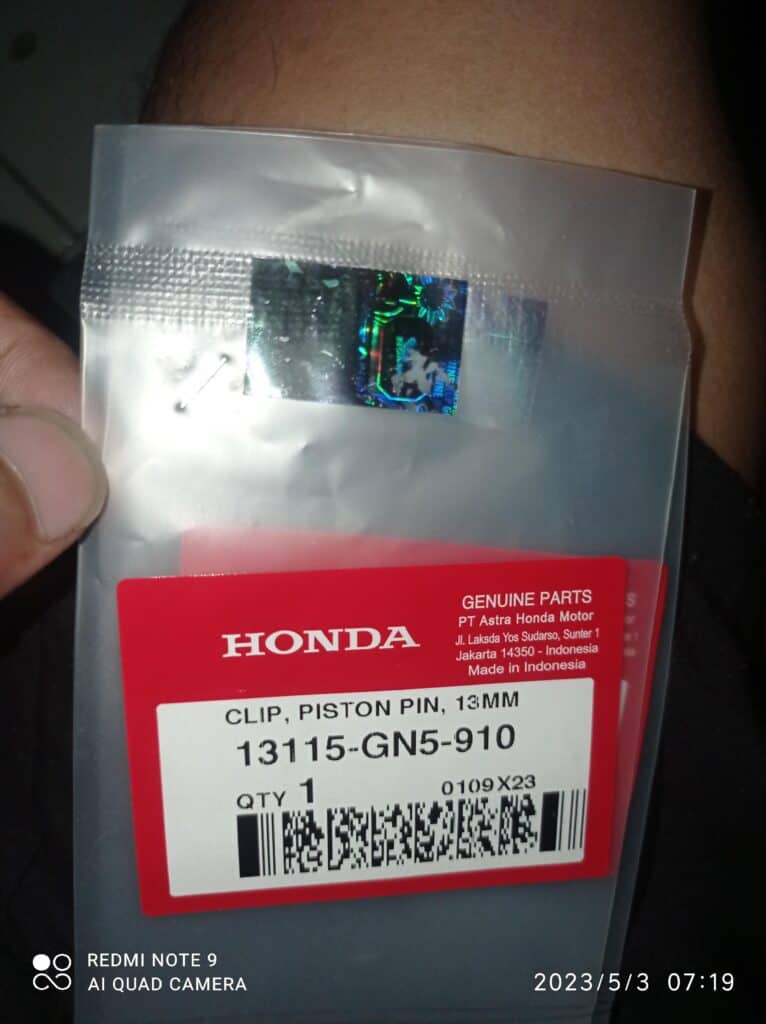 GENUINE PARTS
PT Astra Honda Motor
Jl. Laksda Yos Sudarso, Sunter 1
Jakarta 14350 - Indonesia
Made in Indonesia
HONDA
CLIP, PISTON PIN, 13MM
13115-GN5-910
QTY 1
0109X23
REDMI NOTE 9
AI QUAD CAMERA
2023/5/3 07:19